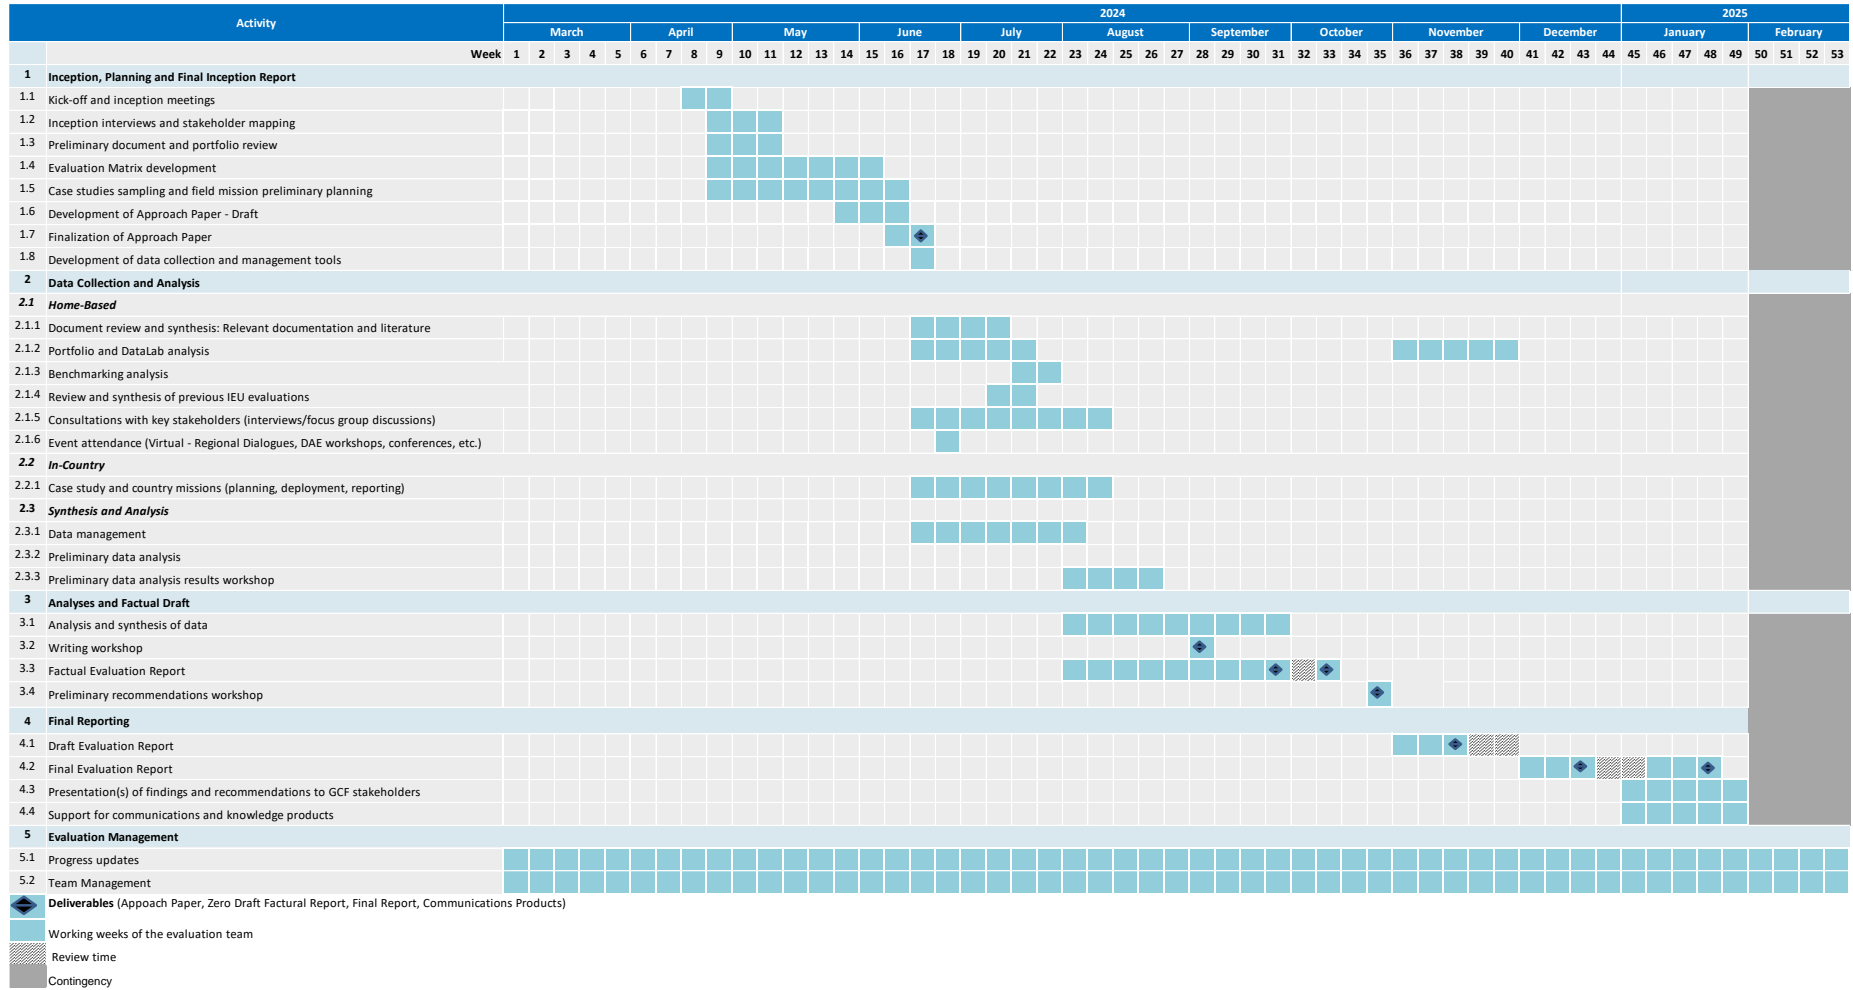 Activity
2024
2025
March April May June July August September October November December January February
Week 1 2 3 4 5 6 7 8 9 10 11 12 13 14 15 16 17 18 19 20 21 22 23 24 25 26 27 28 29 30 31 32 33 34 35 36 37 38 39 40 41 42 43 44 45 46 47 48 49 50 51 52 53
1 Inception, Planning and Final Inception Report
1.1 Kick-off and inception meetings
1.2 Inception interviews and stakeholder mapping
1.3 Preliminary document and portfolio review
1.4 Evaluation Matrix development
1.5 Case studies sampling and field mission preliminary planning
1.6 Development of Approach Paper - Draft
1.7 Finalization of Approach Paper
1.8 Development of data collection and management tools
2 Data Collection and Analysis
2.1 Home-Based
2.1.1 Document review and synthesis: Relevant documentation and literature
2.1.2 Portfolio and DataLab analysis
2.1.3 Benchmarking analysis
2.1.4 Review and synthesis of previous IEU evaluations
2.1.5 Consultations with key stakeholders (interviews/focus group discussions)
2.1.6 Event attendance (Virtual - Regional Dialogues, DAE workshops, conferences, etc.)
2.2 In-Country
2.2.1 Case study and country missions (planning, deployment, reporting)
2.3 Synthesis and Analysis
2.3.1 Data management
2.3.2 Preliminary data analysis
2.3.3 Preliminary data analysis results workshop
3 Analyses and Factual Draft
3.1 Analysis and synthesis of data
3.2 Writing workshop
3.3 Factual Evaluation Report
3.4 Preliminary recommendations workshop
4 Final Reporting
4.1 Draft Evaluation Report
4.2 Final Evaluation Report
4.3 Presentation(s) of findings and recommendations to GCF stakeholders
4.4 Support for communications and knowledge products
5 Evaluation Management
5.1 Progress updates
5.2 Team Management
Deliverables (Appoach Paper, Zero Draft Factural Report, Final Report, Communications Products)
Working weeks of the evaluation team
Review time
Contingency